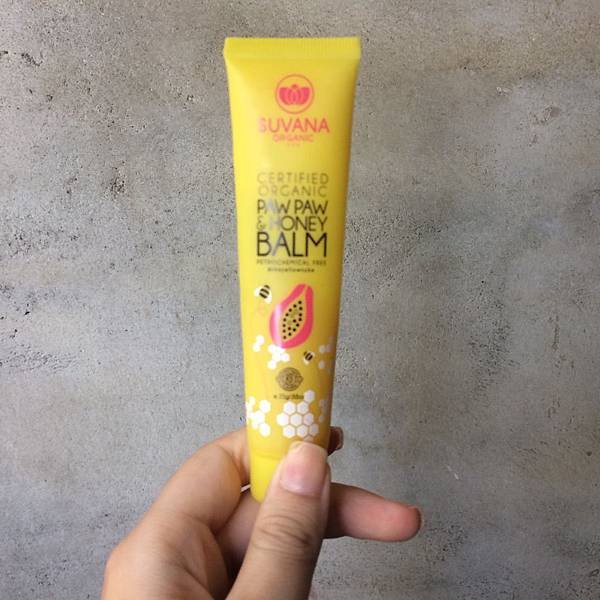 SUVANA
ORGANIC
CERTIFIED
ORGANIC
PAW PAW
& HONEY
BALM
PETROCHEMICAL FREE